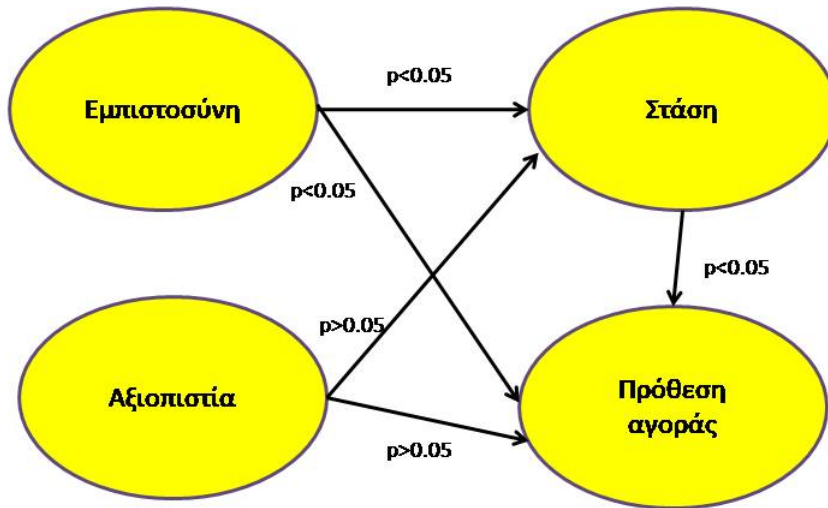 p<0.05
Εμπιστοσύνη
Στάση
p<0.05
p<0.05
p>0.05
Αξιοπιστία
Πρόθεση
αγοράς
p>0.05